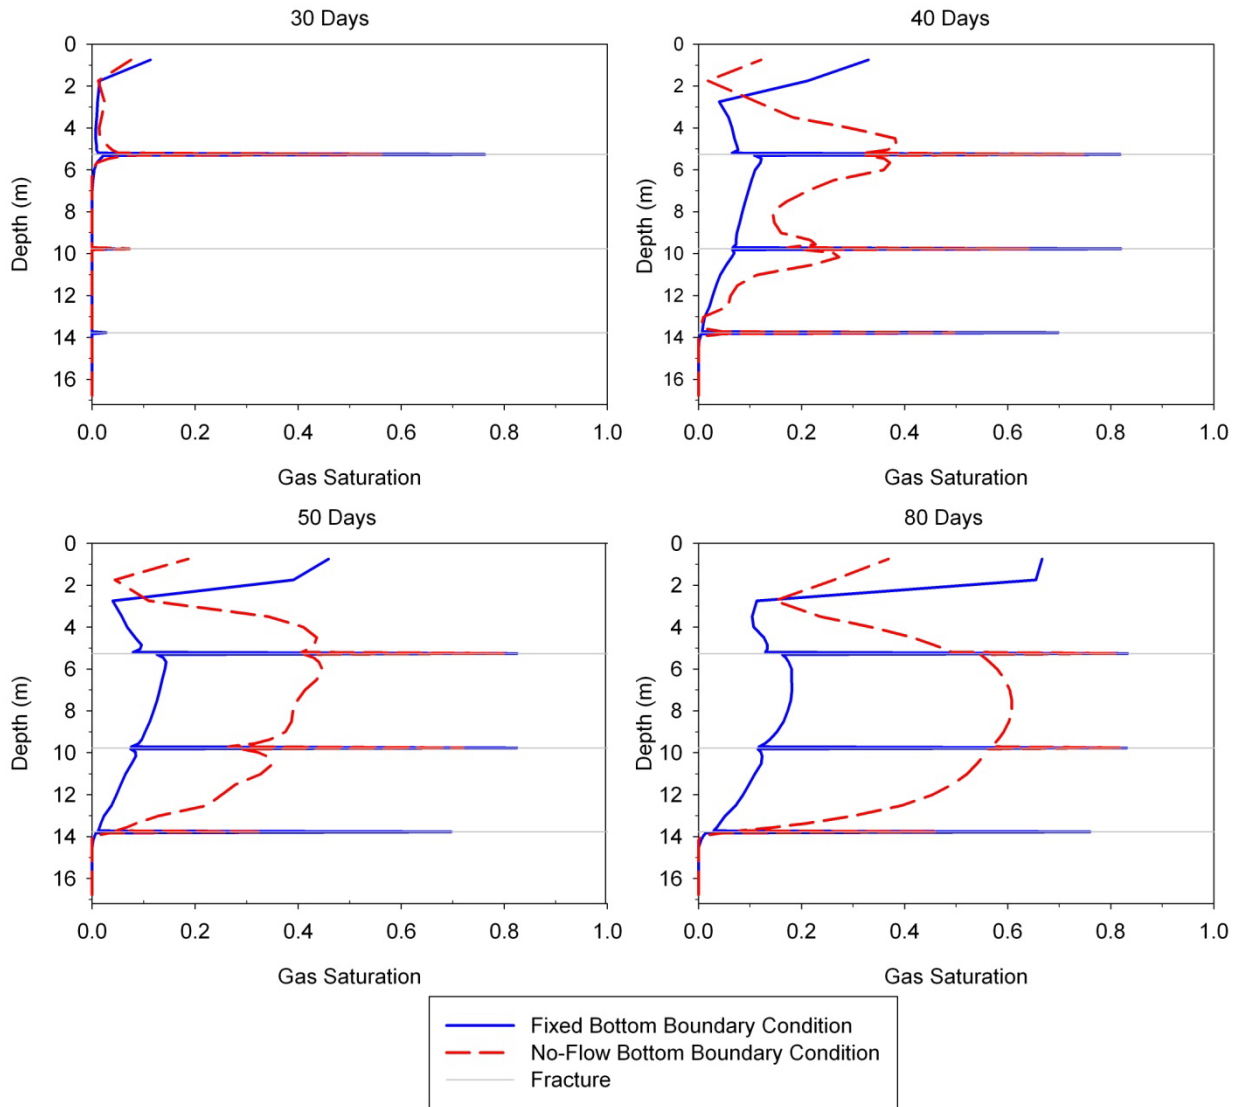 30 Days
40 Days
0
2
4
6
8
10
12
14
16
Depth (m)
0.0 0.2 0.4 0.6 0.8 1.0
Gas Saturation
0
2
4
6
8
10
12
14
16
Depth (m)
0.0 0.2 0.4 0.6 0.8 1.0
Gas Saturation
50 Days
80 Days
0
2
4
6
8
10
12
14
16
Depth (m)
0.0 0.2 0.4 0.6 0.8 1.0
Gas Saturation
0
2
4
6
8
10
12
14
16
Depth (m)
0.0 0.2 0.4 0.6 0.8 1.0
Gas Saturation
Fixed Bottom Boundary Condition
No-Flow Bottom Boundary Condition
Fracture